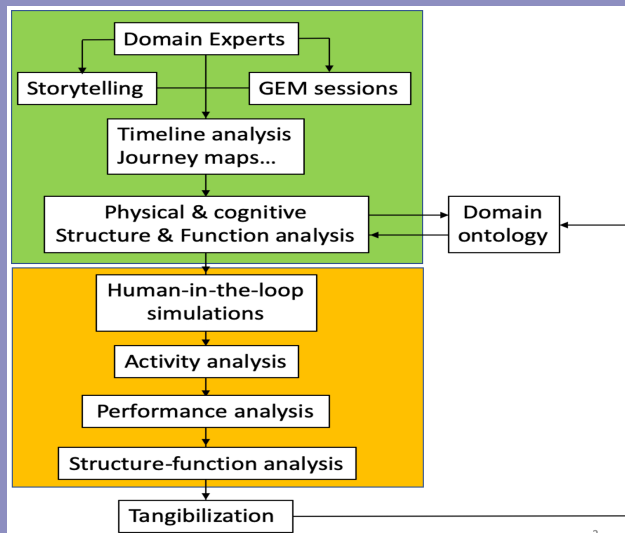 Domain Experts
Storytelling
GEM sessions
Timeline analysis
Journey maps...
Physical & cognitive
Structure & Function analysis
Domain
ontology
Human-in-the-loop
simulations
Activity analysis
Performance analysis
Structure-function analysis
Tangibilization